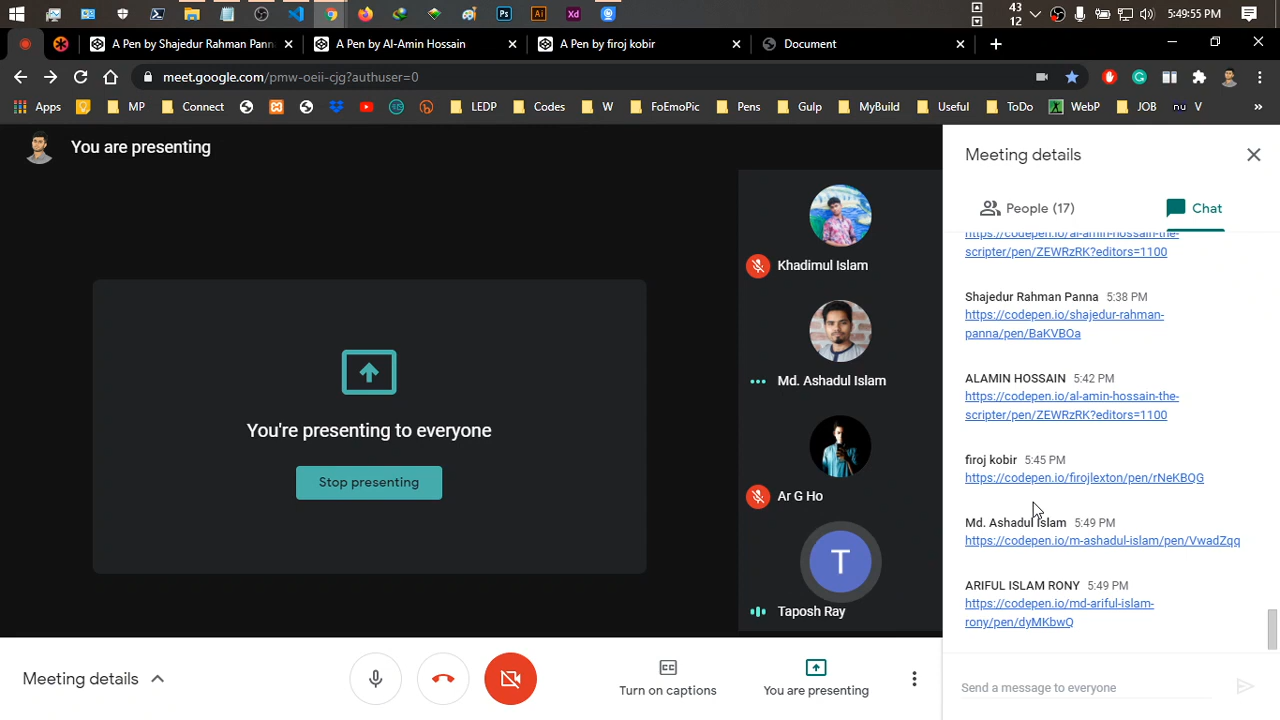 Ps
Ai
Xd
43
12
5:49:55 PM
A Pen by Shajedur Rahman Pann
A Pen by Al-Amin Hossain
A Pen by firoj kobir
Document
meet.google.com/pmw-oeii-cjg?authuser=0
Apps
MP
Connect
LEDP
Codes
W
FoEmoPic
Pens
Gulp
MyBuild
Useful
ToDo
WebP
JOB
nu
V
You are presenting
You're presenting to everyone
Stop presenting
Khadimul Islam
Md. Ashadul Islam
Ar G Ho
T
Taposh Ray
Meeting details
People (17)
Chat
https://codepen.io/al-amin-hossain-the-
scripter/pen/ZEWRzRK?editors=1100
Shajedur Rahman Panna 5:38 PM
https://codepen.io/shajedur-rahman-
panna/pen/BaKVBOa
ALAMIN HOSSAIN 5:42 PM
https://codepen.io/al-amin-hossain-the-
scripter/pen/ZEWRzRK?editors=1100
firoj kobir 5:45 PM
https://codepen.io/firojlexton/pen/rNeKBQG
Md. Ashadul Islam 5:49 PM
https://codepen.io/m-ashadul-islam/pen/VwadZqq
ARIFUL ISLAM RONY 5:49 PM
https://codepen.io/md-ariful-islam-
rony/pen/dyMKbwQ
Send a message to everyone
Meeting details
Turn on captions
You are presenting